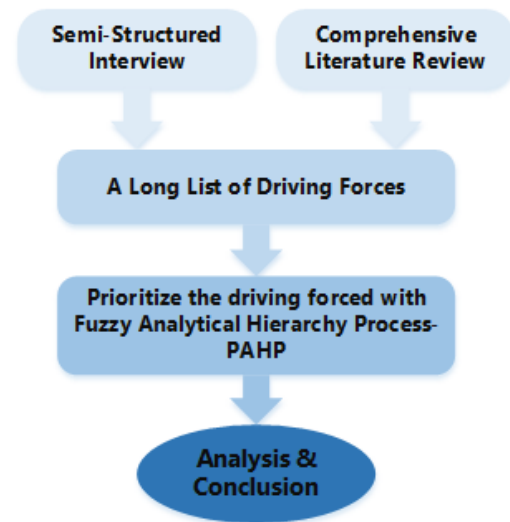 Semi-Structured
Interview
Comprehensive
Literature Review
A Long List of Driving Forces
Prioritize the driving forced with
Fuzzy Analytical Hierarchy Process-
PAHP
Analysis &
Conclusion